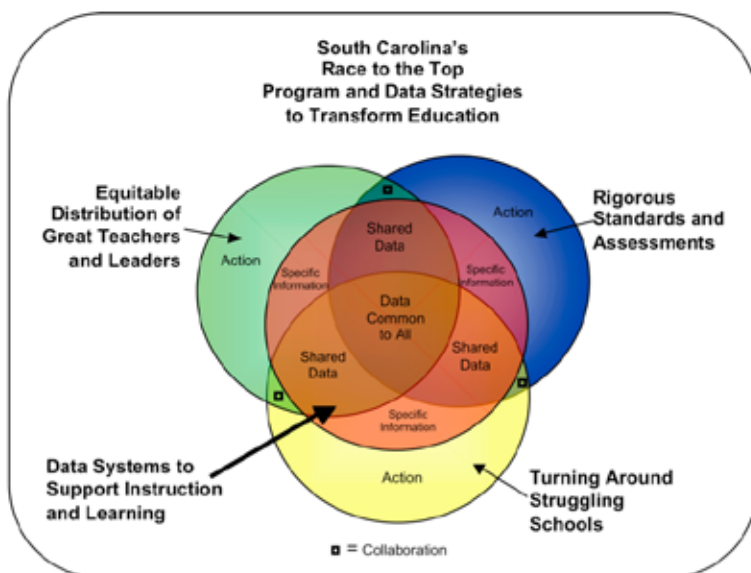 South Carolina's
Race to the Top
Program and Data Strategies
to Transform Education
Equitable
Distribution of
Great Teachers
and Leaders
Rigorous
Standards and
Assessments
Action
Action
Shared
Data
Specific
Information
Specific
Information
Data
Common
to All
Shared
Data
Shared
Data
Specific
Information
Action
Data Systems to
Support Instruction
and Learning
Turning Around
Struggling
Schools
= Collaboration